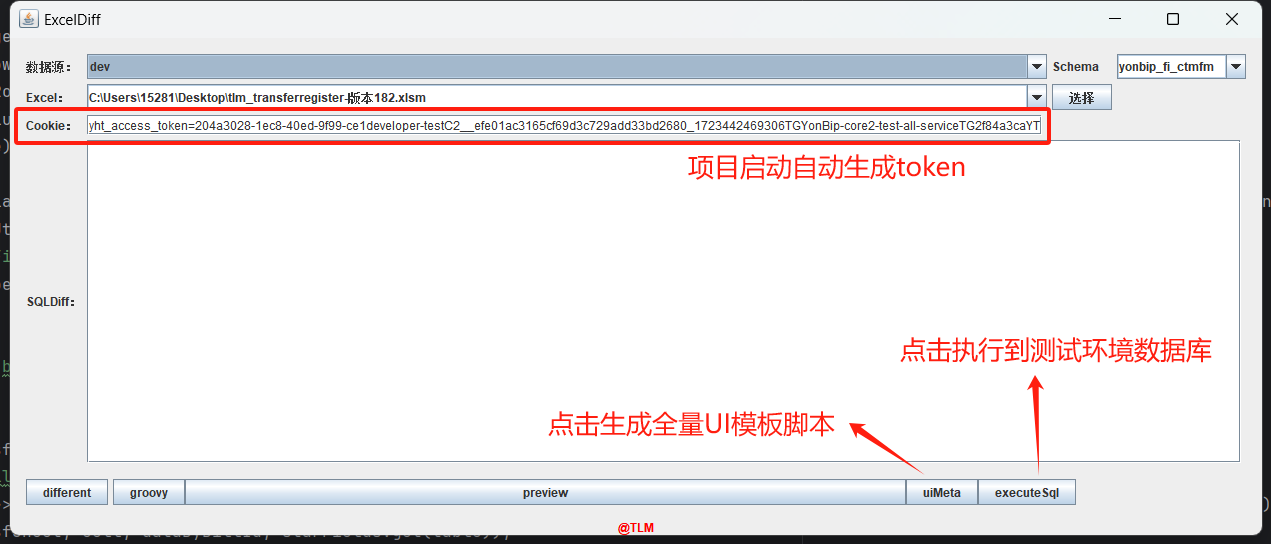 ExcelDiff
数据源：
dev
Schema
yonbip_fi_ctmfm
Excel：
C:\Users\15281\Desktop\tlm_transferregister-版本182.xlsm
选择
Cookie：
yht_access_token=204a3028-1ec8-40ed-9f99-ce1developer-testC2__efe01ac3165cf69d3c729add33bd2680_1723442469306TGYonBip-core2-test-all-serviceTG2f84a3caYT
项目启动自动生成token
SQLDiff：
点击执行到测试环境数据库
点击生成全量UI模板脚本
different
groovy
preview
uiMeta
executeSql
@TLM